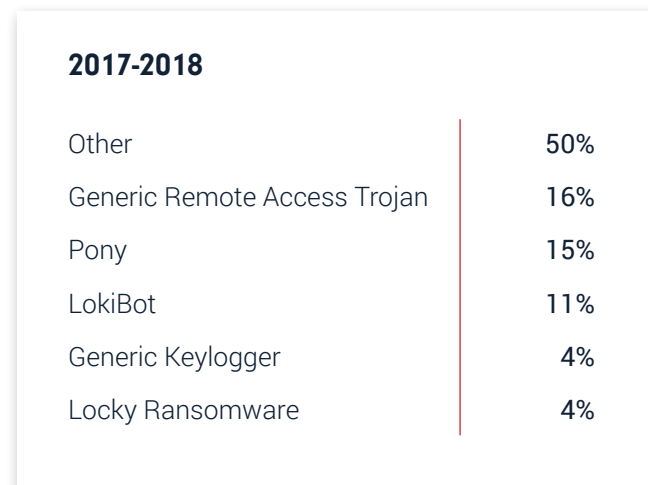 2017-2018
Other 50%
Generic Remote Access Trojan 16%
Pony 15%
LokiBot 11%
Generic Keylogger 4%
Locky Ransomware 4%